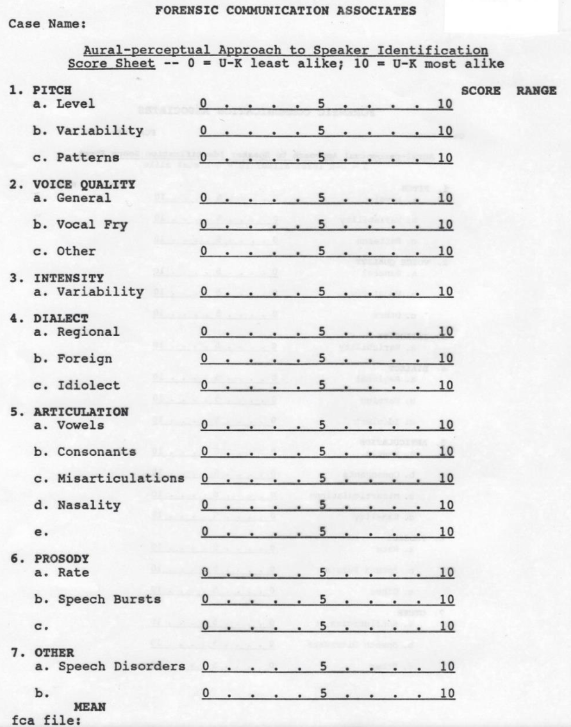 FORENSIC COMMUNICATION ASSOCIATES
Case Name:
Aural-perceptual Approach to Speaker Identification
Score Sheet -- 0 = U-K least alike; 10 = U-K most alike
1. PITCH SCORE RANGE
a. Level 0 . . . . 5 . . . . 10
b. Variability 0 . . . . 5 . . . . 10
c. Patterns 0 . . . . 5 . . . . 10
2. VOICE QUALITY
a. General 0 . . . . 5 . . . . 10
b. Vocal Fry 0 . . . . 5 . . . . 10
c. Other 0 . . . . 5 . . . . 10
3. INTENSITY
a. Variability 0 . . . . 5 . . . . 10
4. DIALECT
a. Regional 0 . . . . 5 . . . . 10
b. Foreign 0 . . . . 5 . . . . 10
c. Idiolect 0 . . . . 5 . . . . 10
5. ARTICULATION
a. Vowels 0 . . . . 5 . . . . 10
b. Consonants 0 . . . . 5 . . . . 10
c. Misarticulations 0 . . . . 5 . . . . 10
d. Nasality 0 . . . . 5 . . . . 10
e. 0 . . . . 5 . . . . 10
6. PROSODY
a. Rate 0 . . . . 5 . . . . 10
b. Speech Bursts 0 . . . . 5 . . . . 10
c. 0 . . . . 5 . . . . 10
7. OTHER
a. Speech Disorders 0 . . . . 5 . . . . 10
b. 0 . . . . 5 . . . . 10
MEAN
fca file: